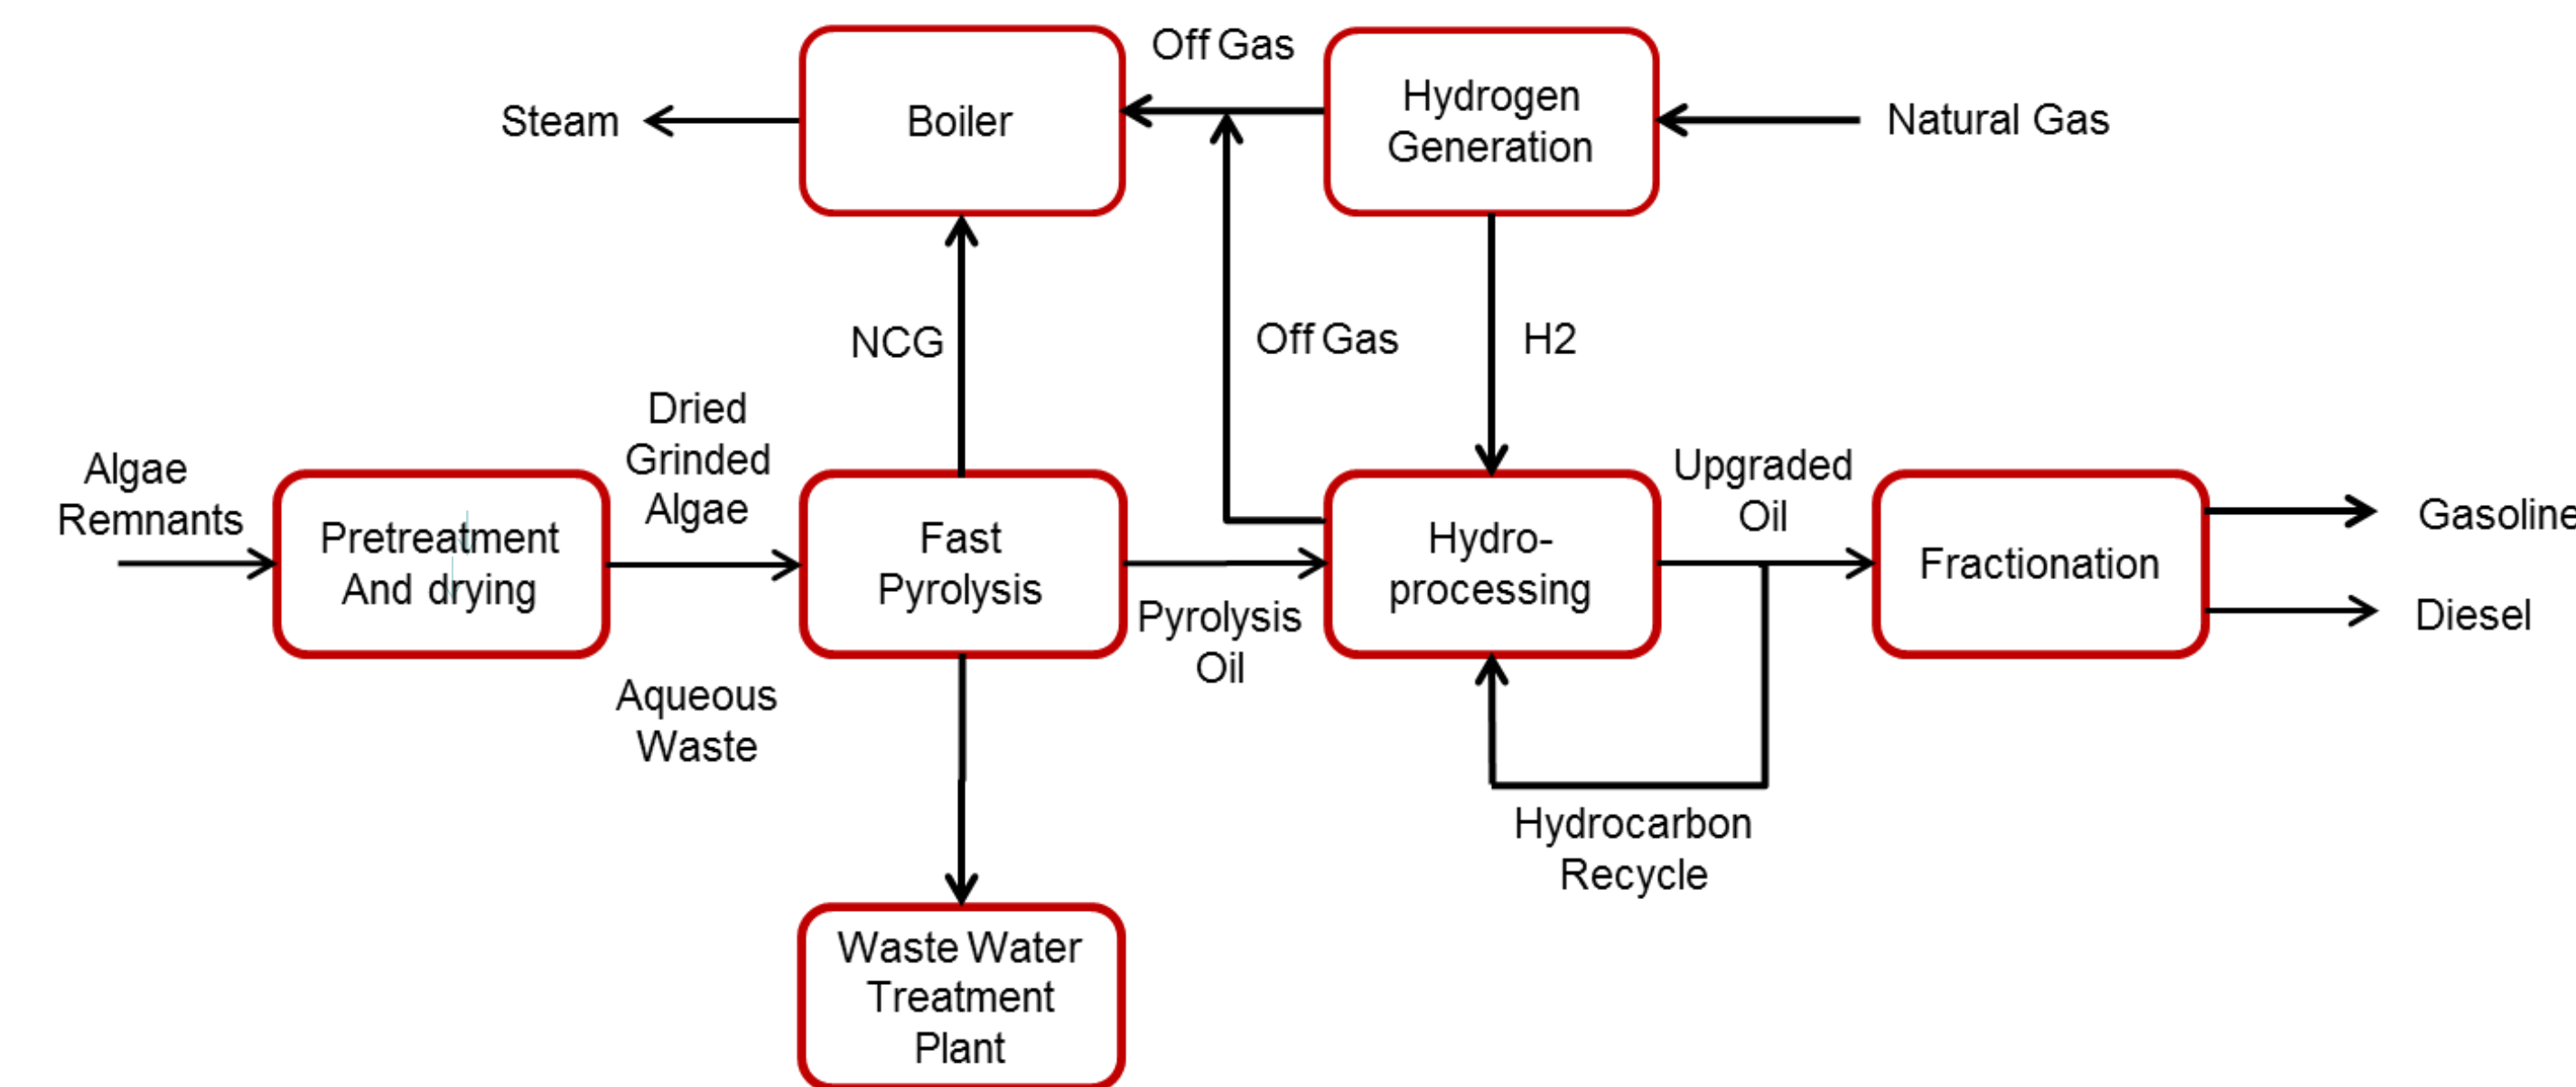 Off Gas
Steam
Boiler
Hydrogen
Generation
Natural Gas
NCG
Off Gas
H2
Algae
Remnants
Pretreatment
And drying
Dried
Grinded
Algae
Fast
Pyrolysis
Aqueous
Waste
Pyrolysis
Oil
Hydro-
processing
Upgraded
Oil
Fractionation
Gasoline
Diesel
Hydrocarbon
Recycle
Waste Water
Treatment
Plant